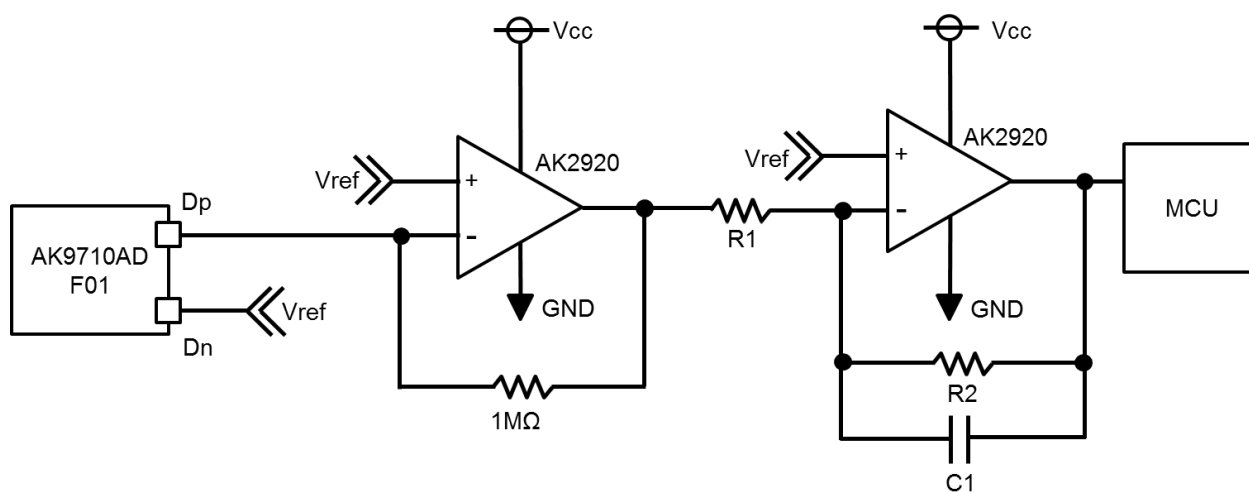 Vcc
Vcc
AK2920
AK2920
Vref
+
Vref
+
Dp
MCU
-
-
R1
AK9710AD
F01
Vref
GND
GND
Dn
R2
1MΩ
C1